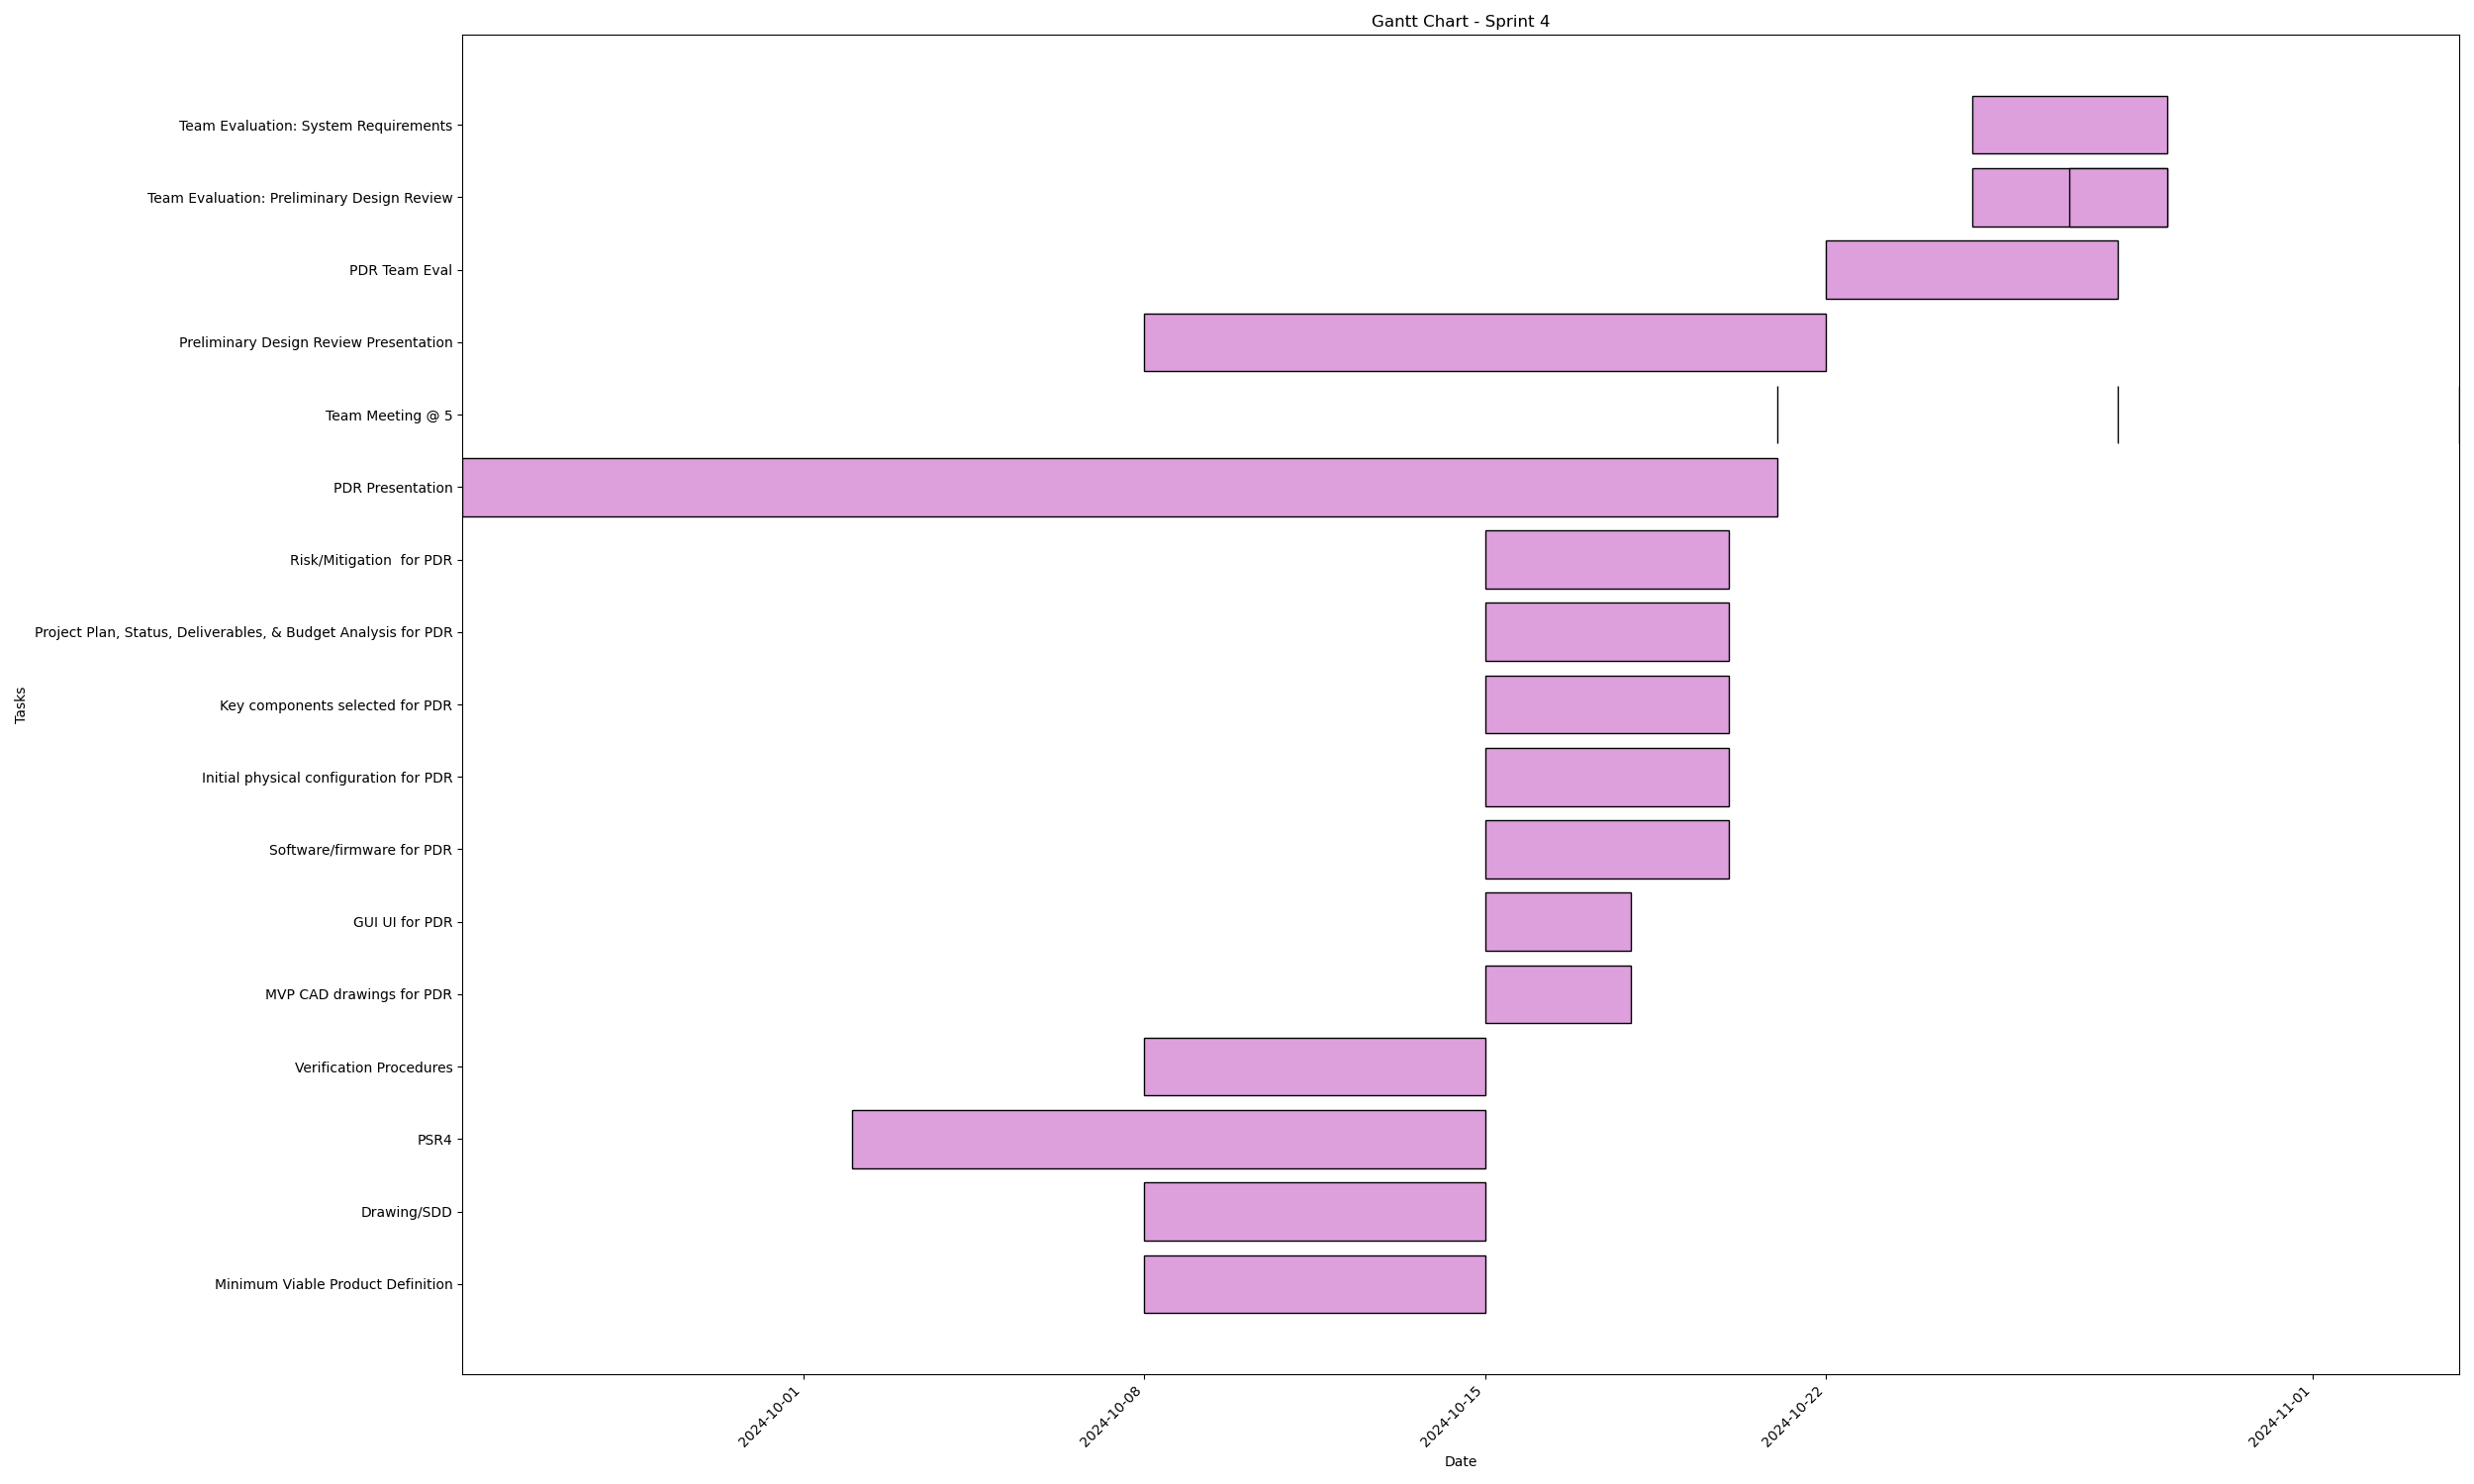 Gantt Chart - Sprint 4
Team Evaluation: System Requirements
Team Evaluation: Preliminary Design Review
PDR Team Eval
Preliminary Design Review Presentation
Team Meeting @ 5
PDR Presentation
Risk/Mitigation  for PDR
Project Plan, Status, Deliverables, & Budget Analysis for PDR
Key components selected for PDR
Initial physical configuration for PDR
Software/firmware for PDR
GUI UI for PDR
MVP CAD drawings for PDR
Verification Procedures
PSR4
Drawing/SDD
Minimum Viable Product Definition
Tasks
2024-10-01
2024-10-08
2024-10-15
2024-10-22
2024-11-01
Date